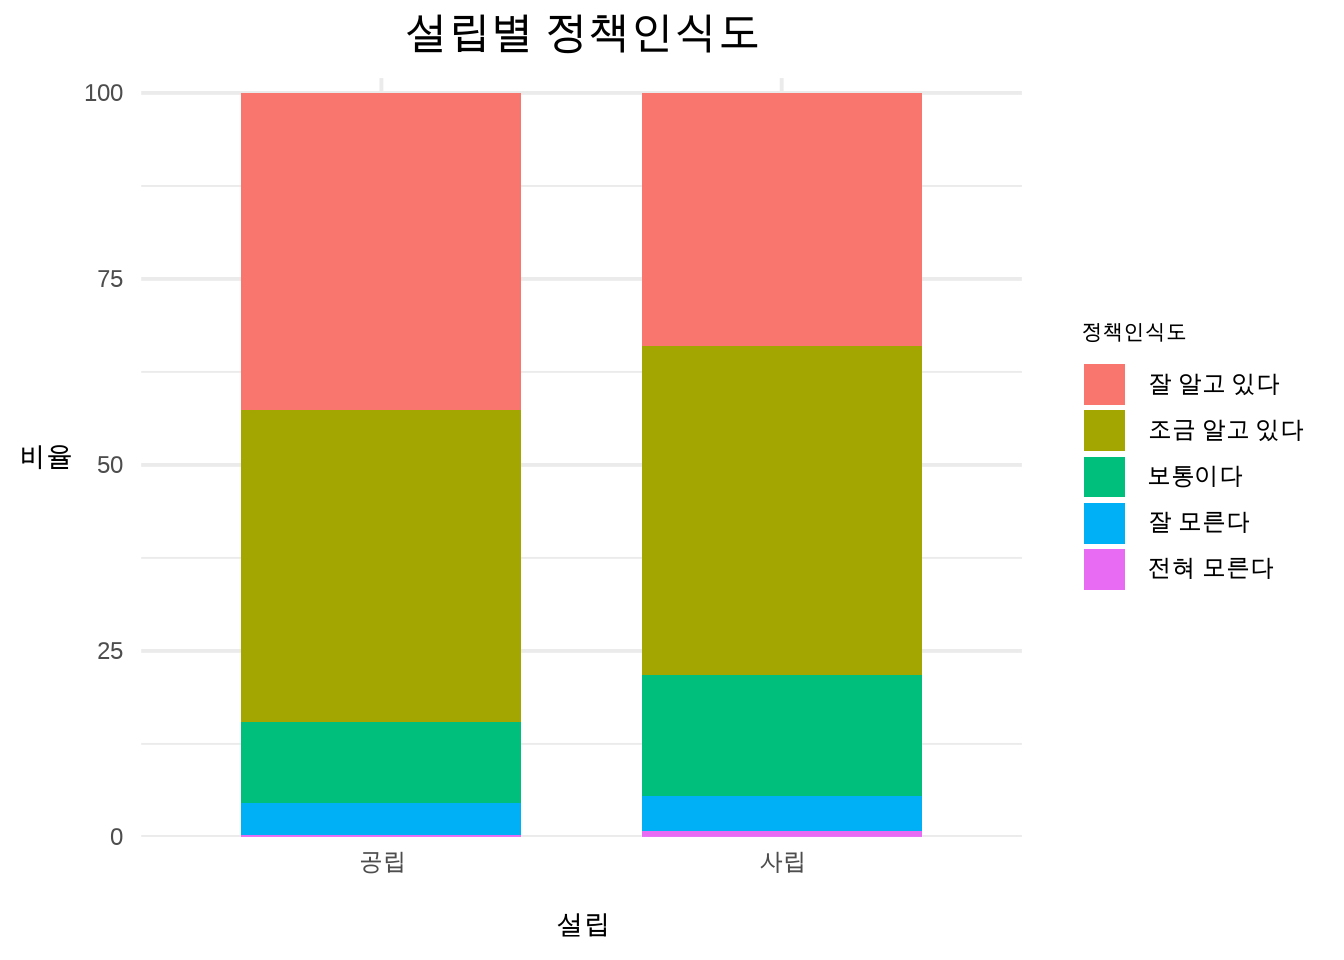 설립별 정책인식도
100
75
50
25
0
비율
공립
사립
설립
정책인식도
잘 알고 있다
조금 알고 있다
보통이다
잘 모른다
전혀 모른다